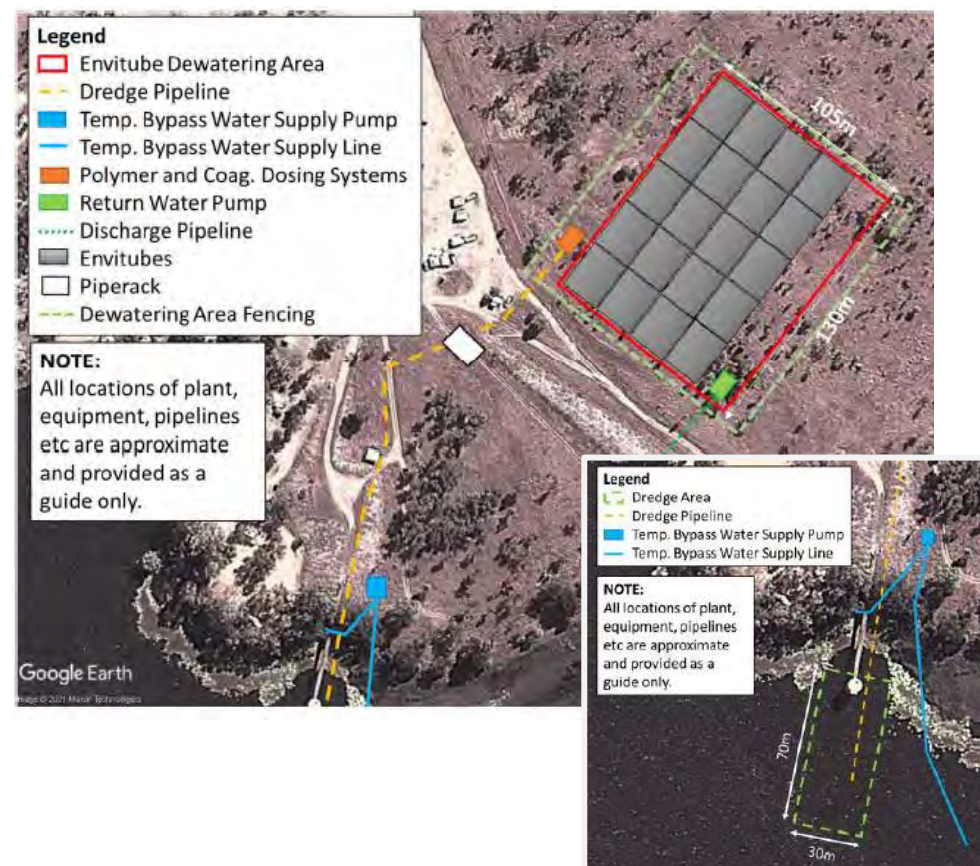 Legend
Envitube Dewatering Area
Dredge Pipeline
Temp. Bypass Water Supply Pump
Temp. Bypass Water Supply Line
Polymer and Coag. Dosing Systems
Return Water Pump
Discharge Pipeline
Envitubes
Piperack
Dewatering Area Fencing
NOTE:
All locations of plant,
equipment, pipelines
etc are approximate
and provided as a
guide only.
105m
130m
Google Earth
Image © 2021 Maxar Technologies
Legend
Dredge Area
Dredge Pipeline
Temp. Bypass Water Supply Pump
Temp. Bypass Water Supply Line
NOTE:
All locations of plant,
equipment, pipelines
etc are approximate
and provided as a
guide only.
70m
30m